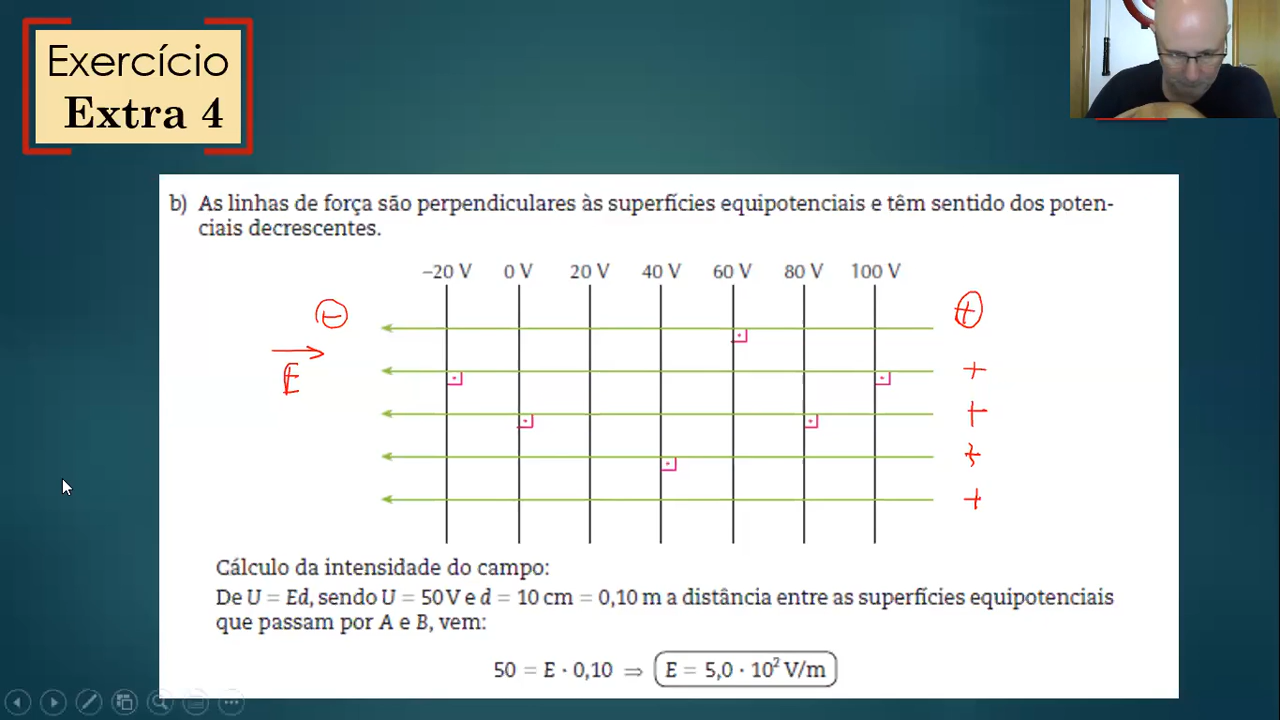 Exercício
Extra 4
b) As linhas de força são perpendiculares às superfícies equipotenciais e têm sentido dos poten-
ciais decrescentes.
–20 V 0 V 20 V 40 V 60 V 80 V 100 V
⊖ ⊕
E +
+
+
+
Cálculo da intensidade do campo:
De U = Ed, sendo U = 50 V e d = 10 cm = 0,10 m a distância entre as superfícies equipotenciais
que passam por A e B, vem:
50 = E · 0,10 ⇒ E = 5,0 · 10² V/m